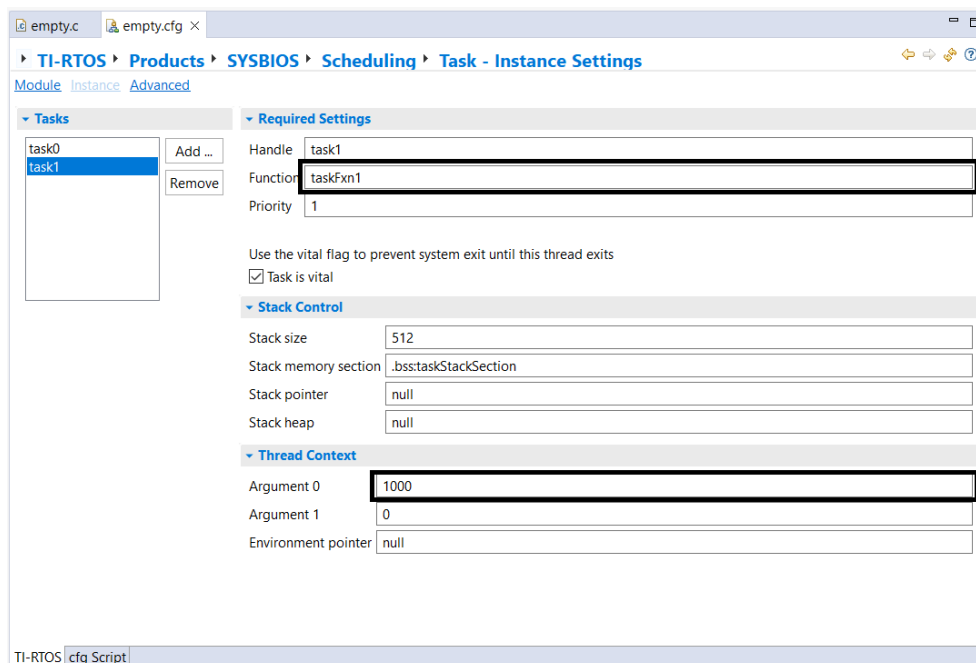 empty.c empty.cfg
TI-RTOS Products SYSBIOS Scheduling Task - Instance Settings
Module Instance Advanced
Tasks
task0
task1
Add ...
Remove
Required Settings
Handle task1
Function taskFxn1
Priority 1
Use the vital flag to prevent system exit until this thread exits
Task is vital
Stack Control
Stack size 512
Stack memory section .bss:taskStackSection
Stack pointer null
Stack heap null
Thread Context
Argument 0 1000
Argument 1 0
Environment pointer null
TI-RTOS cfg Script